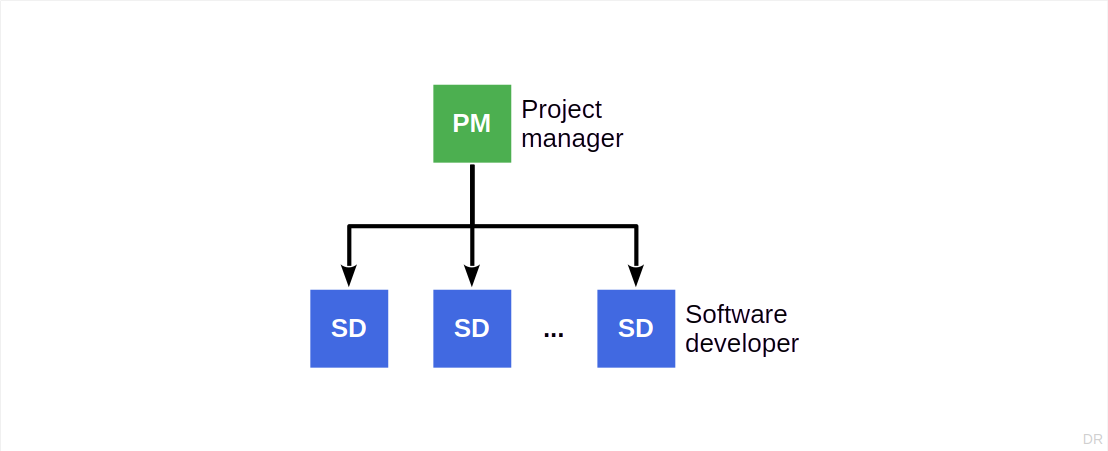 PM
Project
manager
SD
SD
...
SD
Software
developer
DR